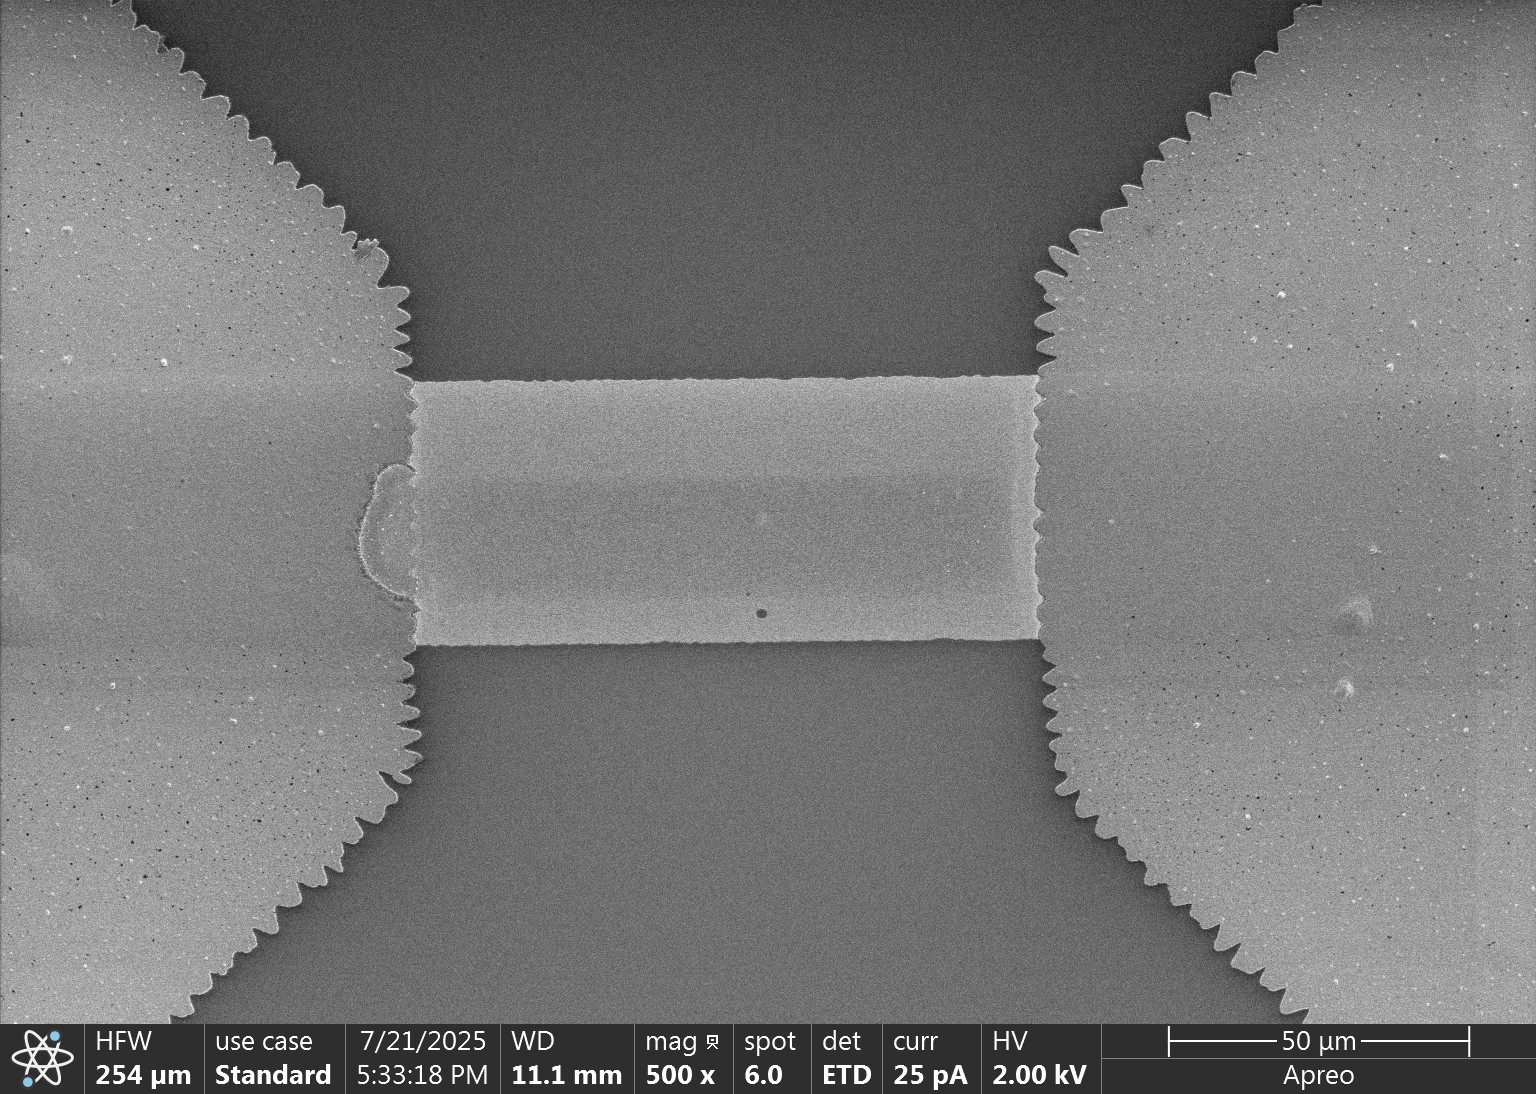 HFW
254 µm
use case
Standard
7/21/2025
5:33:18 PM
WD
11.1 mm
mag
500 x
spot
6.0
det
ETD
curr
25 pA
HV
2.00 kV
50 µm
Apreo